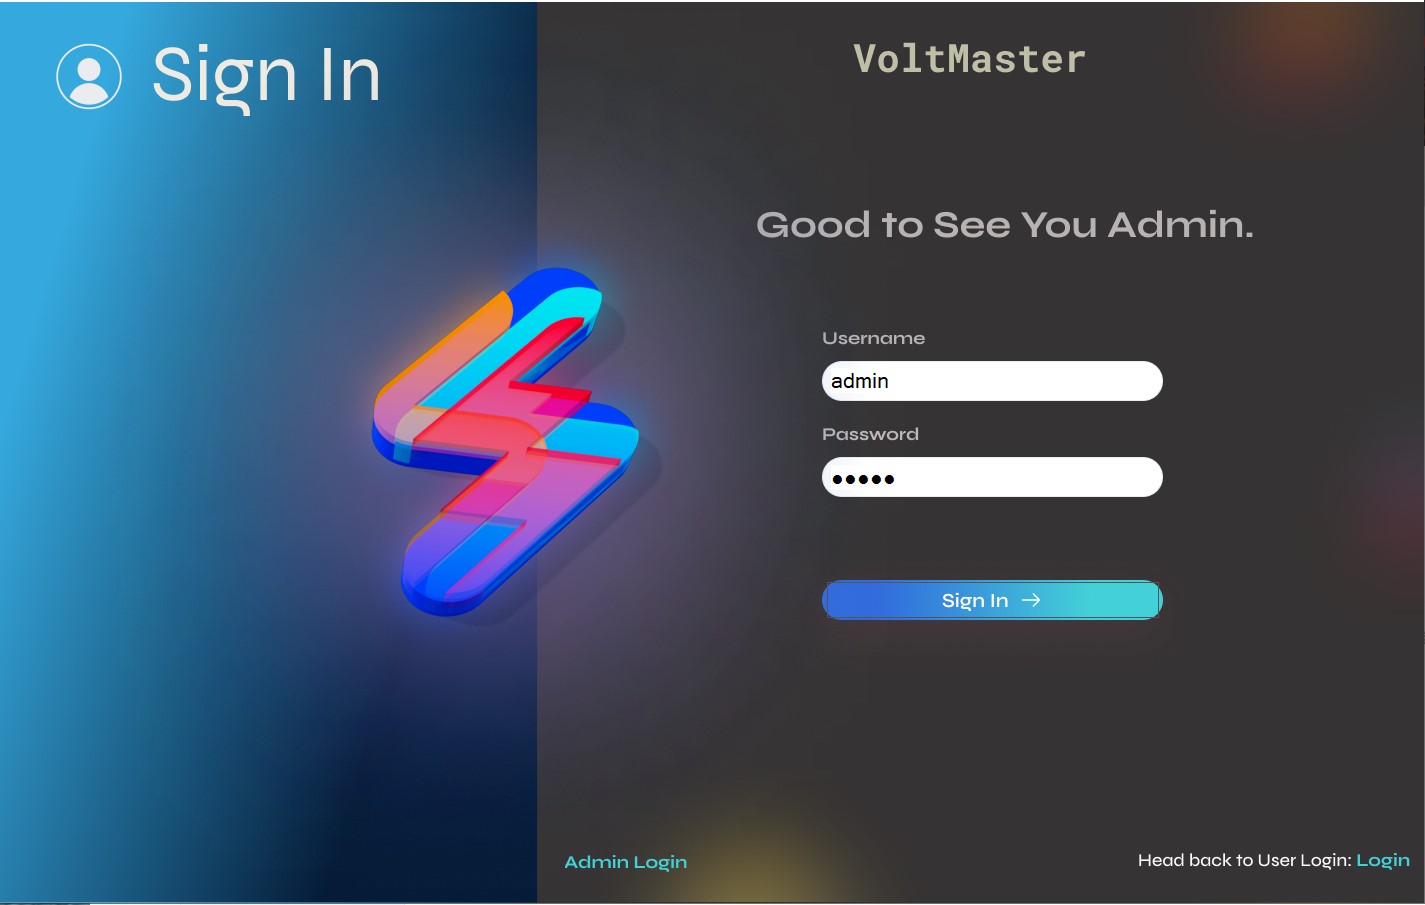 Sign In
VoltMaster
Good to See You Admin.
Username
admin
Password
●●●●●
Sign In →
Admin Login
Head back to User Login: Login